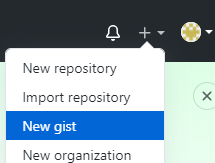 New repository
Import repository
New gist
New organization